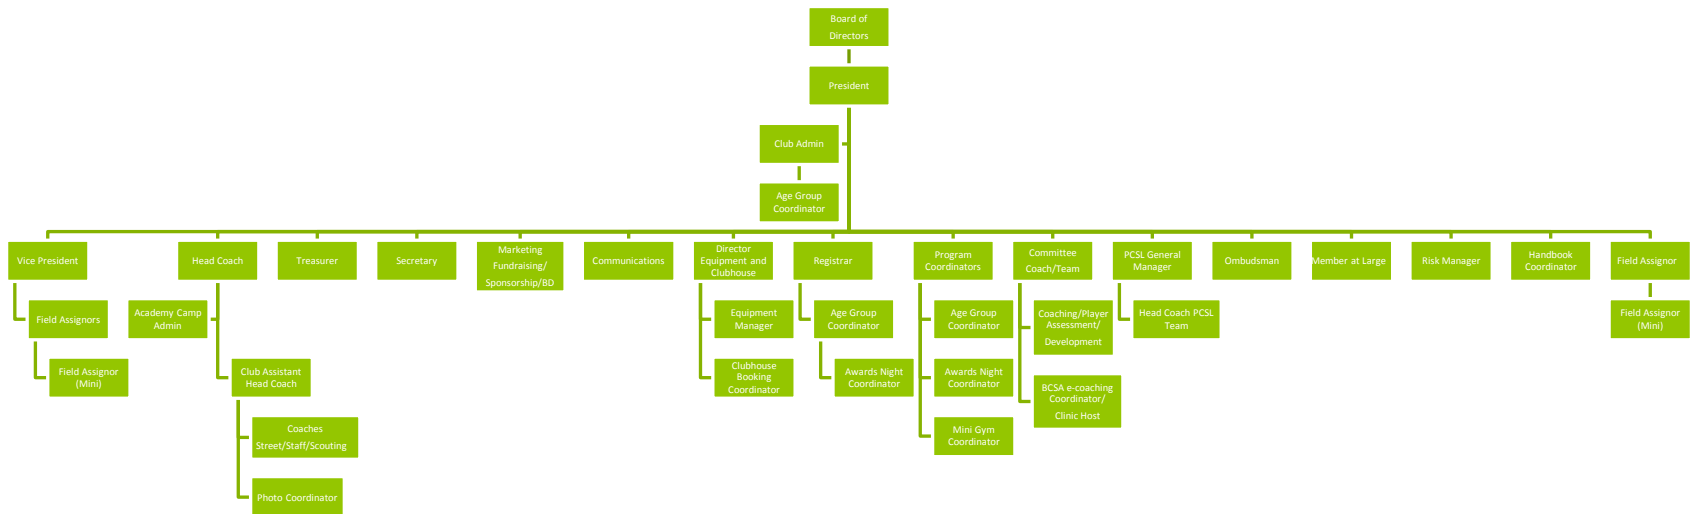 Board of
Directors
President
Club Admin
Age Group
Coordinator
Vice President
Head Coach
Treasurer
Secretary
Marketing
Fundraising/
Sponsorship/BD
Communications
Director
Equipment and
Clubhouse
Registrar
Program
Coordinators
Committee
Coach/Team
PCSL General
Manager
Ombudsman
Member at Large
Risk Manager
Handbook
Coordinator
Field Assignor
Field Assignors
Academy Camp
Admin
Equipment
Manager
Age Group
Coordinator
Age Group
Coordinator
Coaching/Player
Assessment/
Development
Head Coach PCSL
Team
Field Assignor
(Mini)
Field Assignor
(Mini)
Club Assistant
Head Coach
Clubhouse
Booking
Coordinator
Awards Night
Coordinator
Awards Night
Coordinator
BCSA e-coaching
Coordinator/
Clinic Host
Coaches
Street/Staff/Scouting
Mini Gym
Coordinator
Photo Coordinator